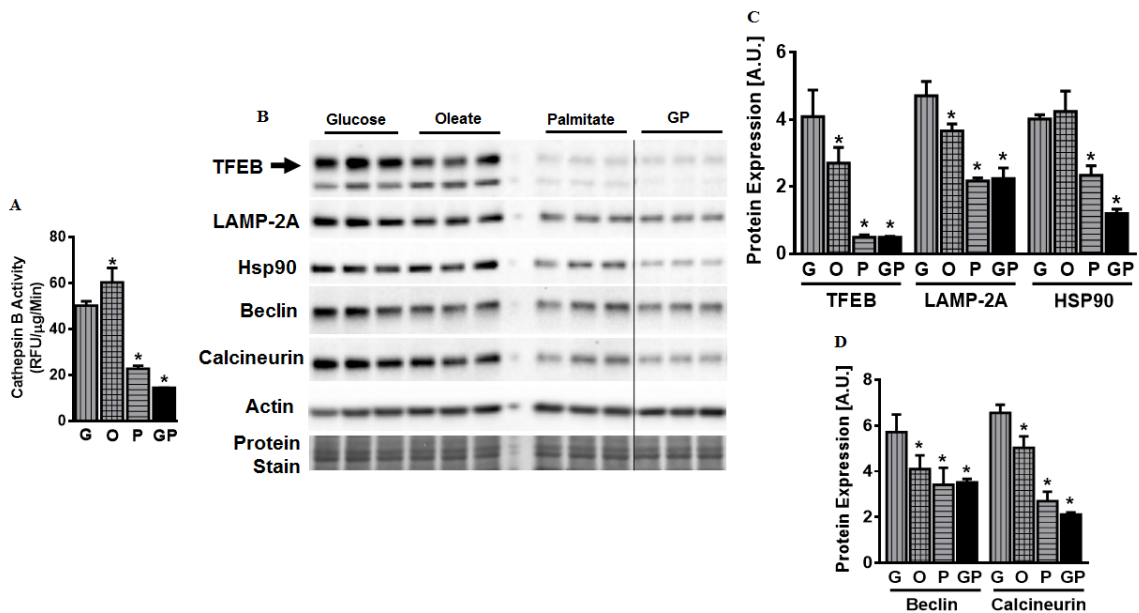 A
Cathepsin B Activity
(RFU/µg/Min)
80
60
40
20
0
G O P GP
* * *
B
Glucose Oleate Palmitate GP
TFEB
LAMP-2A
Hsp90
Beclin
Calcineurin
Actin
Protein
Stain
C
Protein Expression [A.U.]
6
4
2
0
* * * * * * * *
G O P GP G O P GP G O P GP
TFEB LAMP-2A HSP90
D
Protein Expression [A.U.]
8
6
4
2
0
* * * * * *
G O P GP G O P GP
Beclin Calcineurin